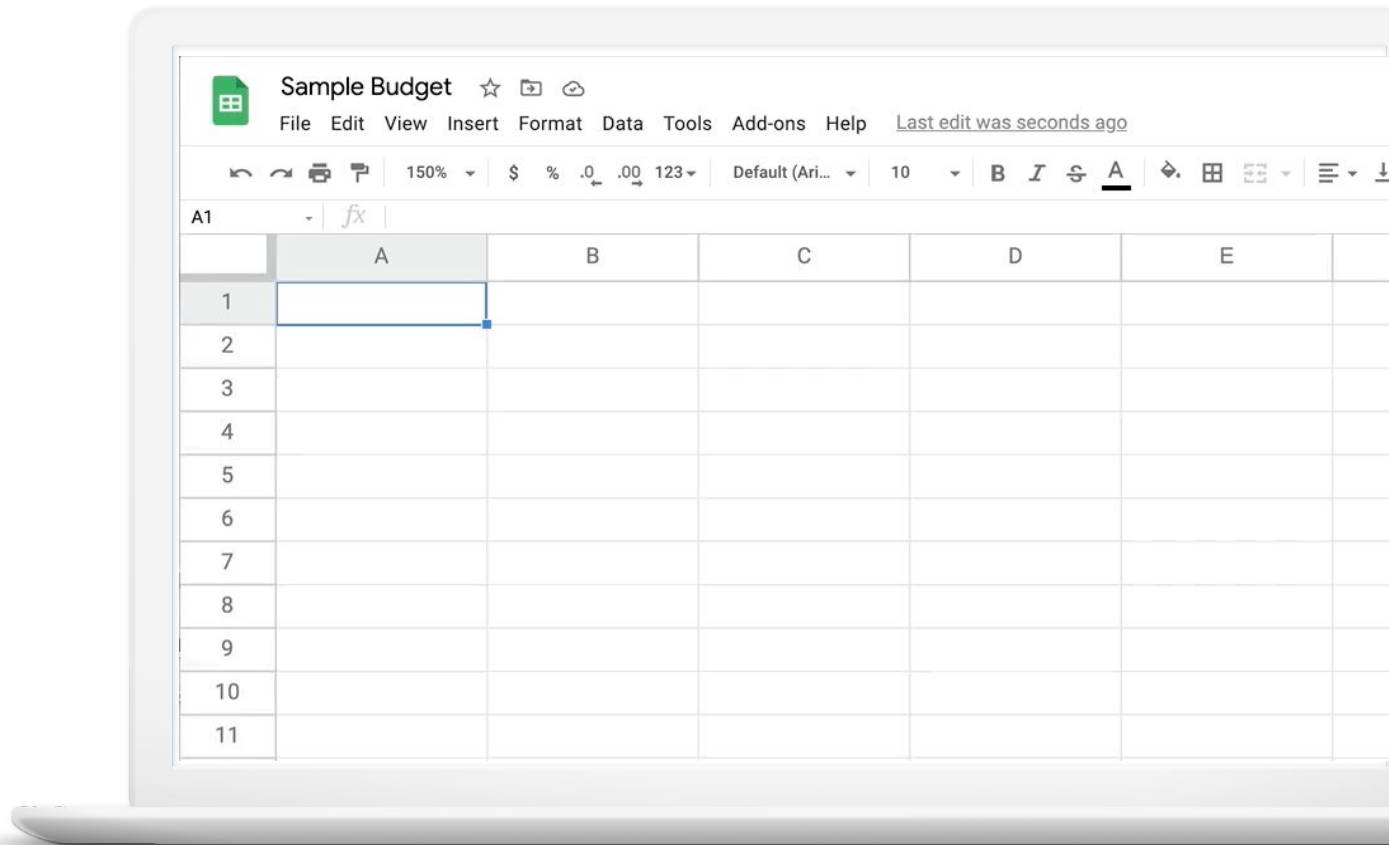 Sample Budget
File Edit View Insert Format Data Tools Add-ons Help Last edit was seconds ago
150% $ % .0 .00 123 Default (Ari... 10 B I S A
A1 fx
A B C D E
1
2
3
4
5
6
7
8
9
10
11